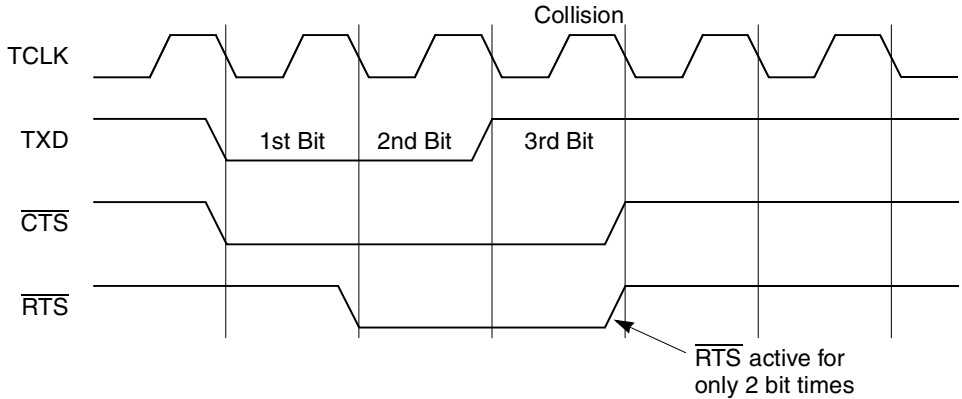 Collision
TCLK
TXD
1st Bit
2nd Bit
3rd Bit
CTS
RTS
RTS active for
only 2 bit times